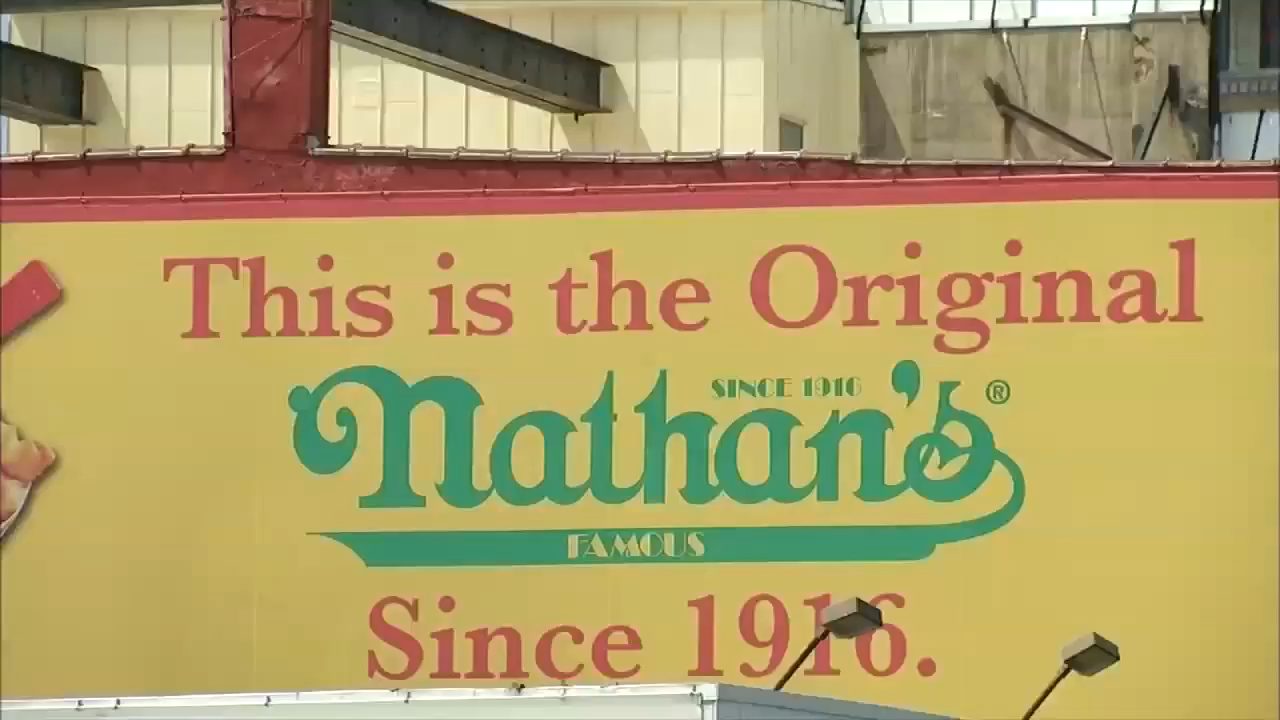 This is the Original
SINCE 1916
Nathan's®
FAMOUS
Since 1916.